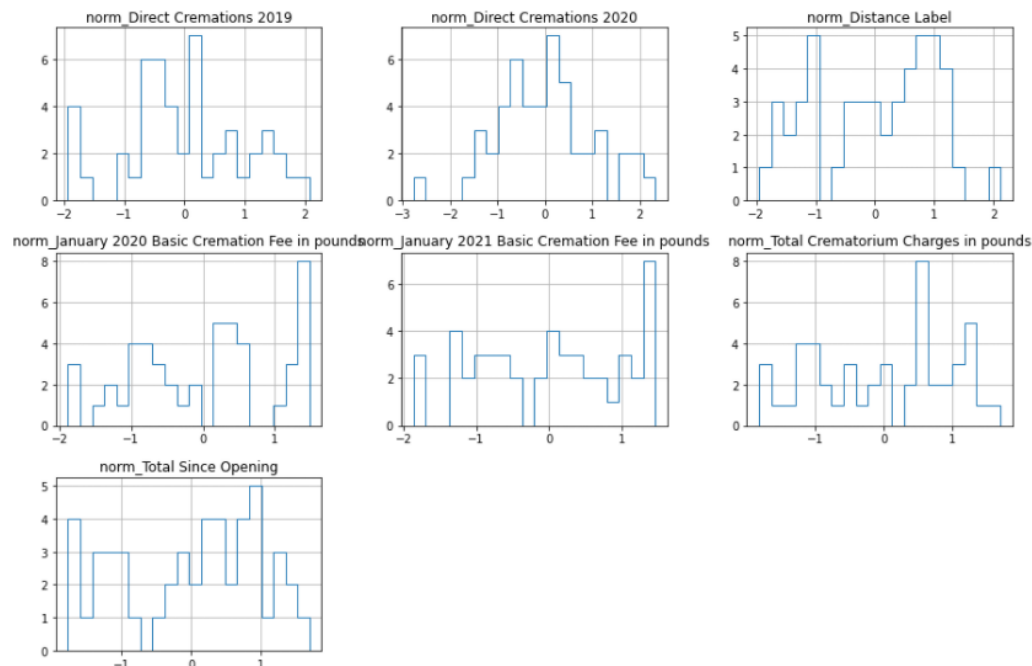 norm_Direct Cremations 2019 norm_Direct Cremations 2020 norm_Distance Label
6 6 5
4 4 4
3
2 2 2
1
0 0 0
−2 −1 0 1 2 −3 −2 −1 0 1 2 −2 −1 0 1 2
norm_January 2020 Basic Cremation Fee in pounds norm_January 2021 Basic Cremation Fee in pounds norm_Total Crematorium Charges in pounds
8 8
6 6 6
4 4 4
2 2 2
0 0 0
−2 −1 0 1 −2 −1 0 1 −1 0 1
norm_Total Since Opening
5
4
3
2
1
0
−1 0 1